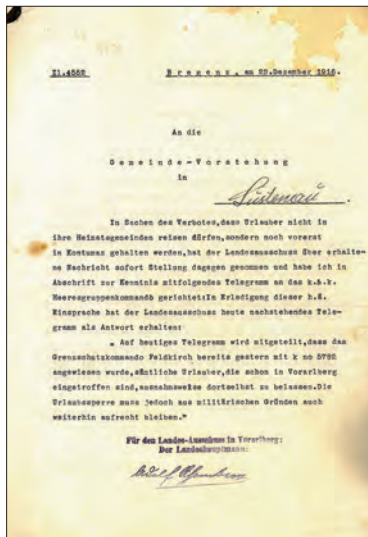 Zl.4552 Bregenz, am 22.Dezember 1916.
An die
Gemeinde-Vorstehung
in
Lustenau.
In Sachen des Verbotes,dass Urlauber nicht in
ihre Heimatsgemeinden reisen dürfen,sondern noch vorerst
in Kontumaz gehalten werden,hat der Landesausschuss über erhalte-
ne Nachricht sofort Stellung dagegen genommen und habe ich in
Abschrift zur Kenntnis mitfolgendes Telegramm an das k.u.k.
Heeresgruppenkommando gerichtet:In Erledigung dieser h.ä.
Einsprache hat der Landesausschuss heute nachstehendes Tele-
gramm als Antwort erhalten:
„ Auf heutiges Telegramm wird mitgeteilt,dass das
Grenzschutzkommando Feldkirch bereits gestern mit k no 5782
angewiesen wurde,sämtliche Urlauber,die schon in Vorarlberg
eingetroffen sind,ausnahmsweise dortselbst zu belassen.Die
Urlaubssperre muss jedoch aus militärischen Gründen auch
weiterhin aufrecht bleiben."
Für den Landes-Ausschuss in Vorarlberg:
Der Landeshauptmann: